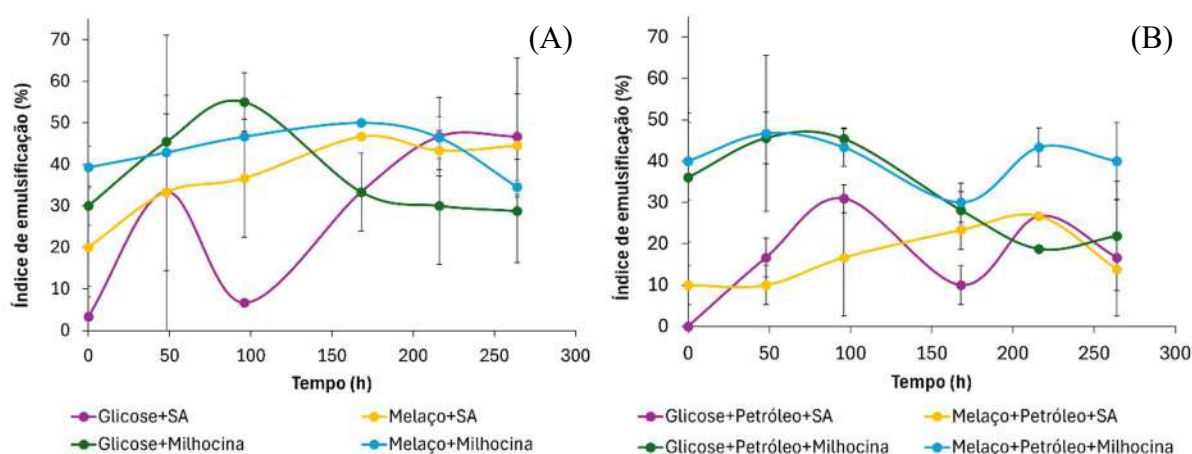 (A)
Índice de emulsificação (%)
70
60
50
40
30
20
10
0
0 50 100 150 200 250 300
Tempo (h)
Glicose+SA Melaço+SA
Glicose+Milhocina Melaço+Milhocina
(B)
Índice de emulsificação (%)
70
60
50
40
30
20
10
0
0 50 100 150 200 250 300
Tempo (h)
Glicose+Petróleo+SA Melaço+Petróleo+SA
Glicose+Petróleo+Milhocina Melaço+Petróleo+Milhocina